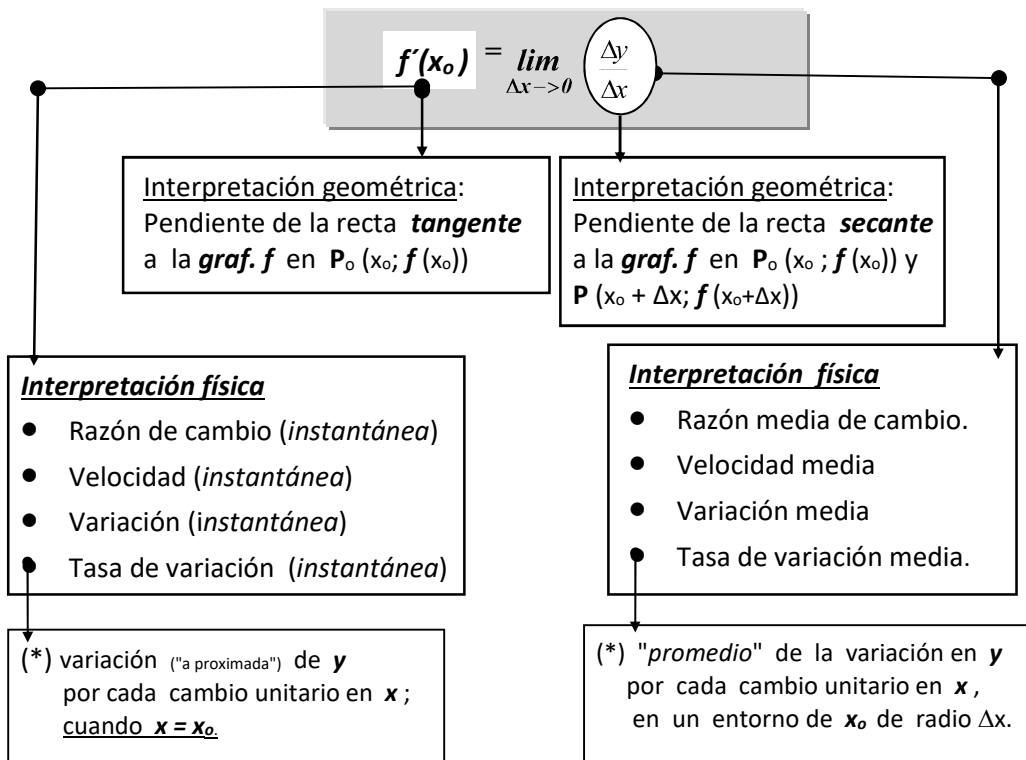 f´(xₒ) = lim Δy
Δx->0 Δx
Interpretación geométrica:
Pendiente de la recta tangente
a la graf. f en Pₒ (xₒ; f (xₒ))
Interpretación geométrica:
Pendiente de la recta secante
a la graf. f en Pₒ (xₒ ; f (xₒ)) y
P (xₒ + Δx; f (xₒ+Δx))
Interpretación física
● Razón de cambio (instantánea)
● Velocidad (instantánea)
● Variación (instantánea)
● Tasa de variación (instantánea)
Interpretación física
● Razón media de cambio.
● Velocidad media
● Variación media
● Tasa de variación media.
(*) variación ("a proximada") de y
por cada cambio unitario en x ;
cuando x = xₒ.
(*) "promedio" de la variación en y
por cada cambio unitario en x ,
en un entorno de xₒ de radio Δx.